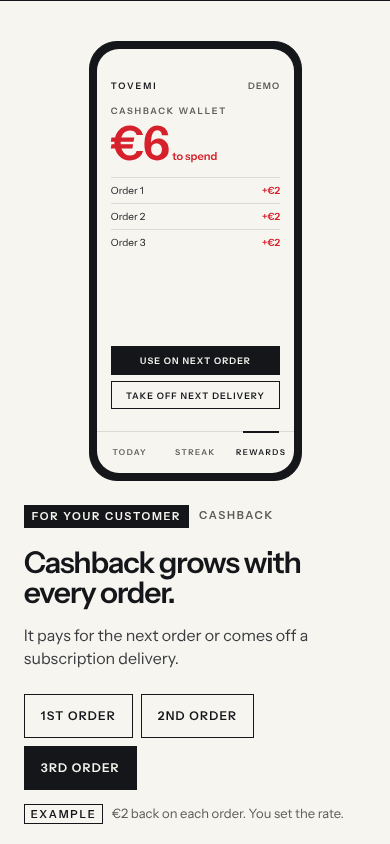 TOVEMI DEMO
CASHBACK WALLET
€6 to spend
Order 1 +€2
Order 2 +€2
Order 3 +€2
USE ON NEXT ORDER
TAKE OFF NEXT DELIVERY
TODAY STREAK REWARDS
FOR YOUR CUSTOMER CASHBACK
Cashback grows with
every order.
It pays for the next order or comes off a
subscription delivery.
1ST ORDER 2ND ORDER
3RD ORDER
EXAMPLE €2 back on each order. You set the rate.